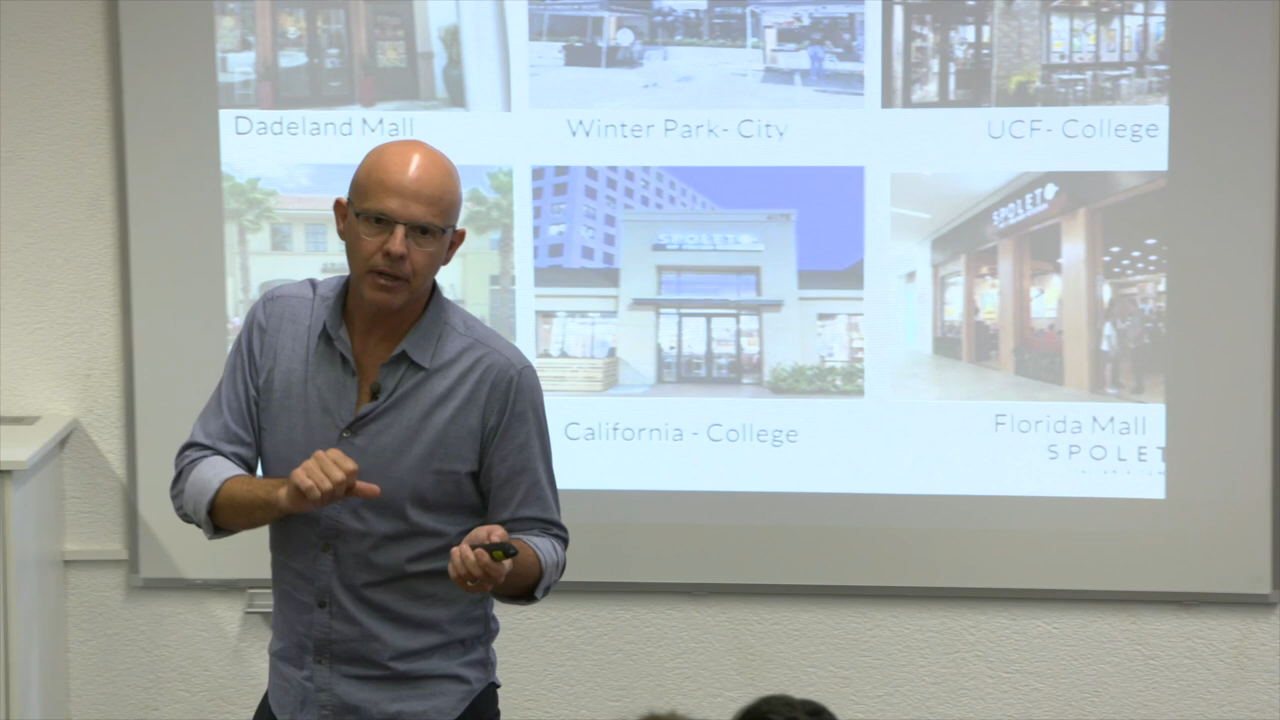 Dadeland Mall
Winter Park- City
UCF- College
SPOLETO
SPOLETO
California - College
Florida Mall
SPOLET